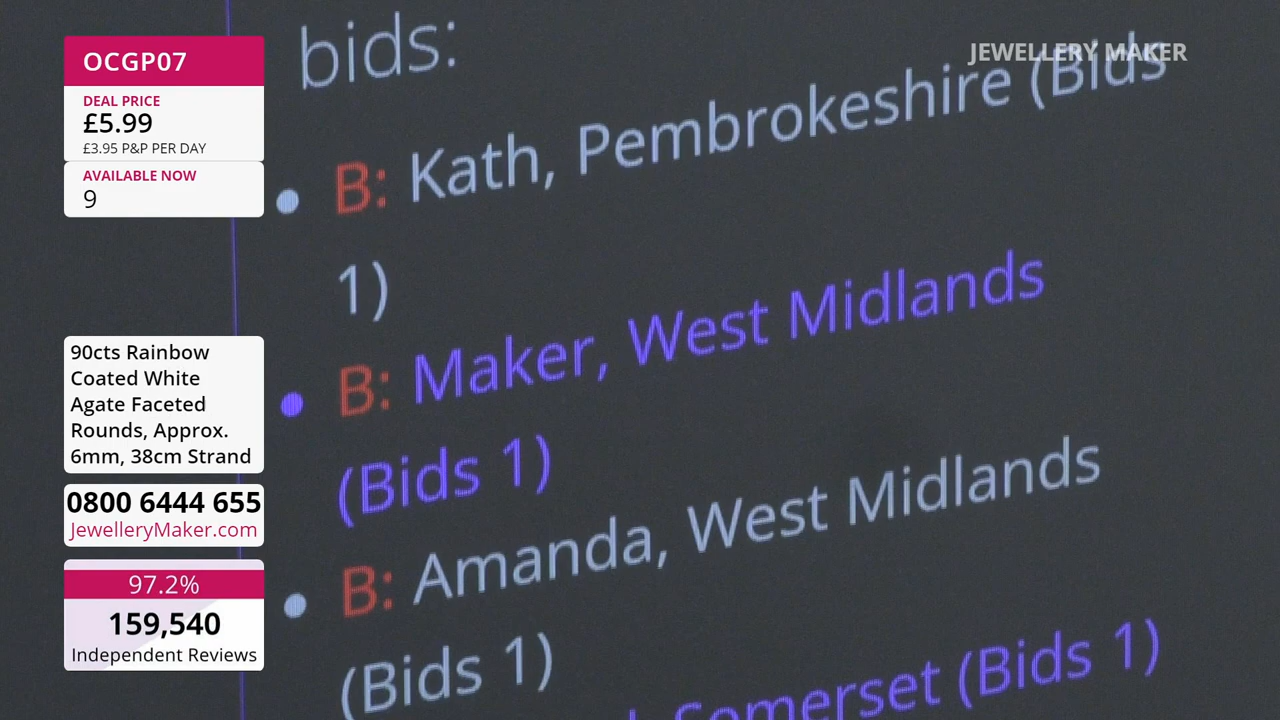 OCGP07
DEAL PRICE
£5.99
£3.95 P&P PER DAY
AVAILABLE NOW
9
90cts Rainbow
Coated White
Agate Faceted
Rounds, Approx.
6mm, 38cm Strand
0800 6444 655
JewelleryMaker.com
97.2%
159,540
Independent Reviews
JEWELLERY MAKER
bids:
• B: Kath, Pembrokeshire (Bids
1)
• B: Maker, West Midlands
(Bids 1)
• B: Amanda, West Midlands
(Bids 1)
Somerset (Bids 1)